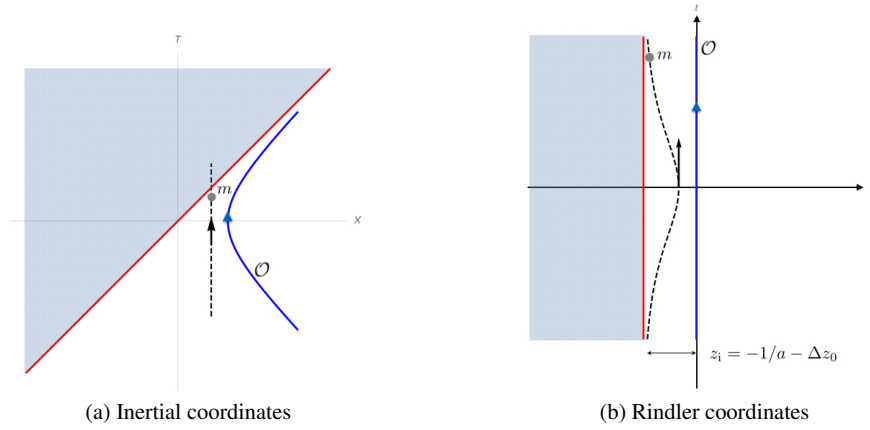 T
X
m
𝒪
(a) Inertial coordinates
t
𝒪
m
z_i = −1/a − Δz_0
(b) Rindler coordinates